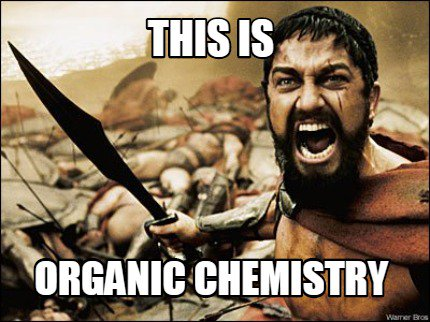 THIS IS
ORGANIC CHEMISTRY
Warner Bros